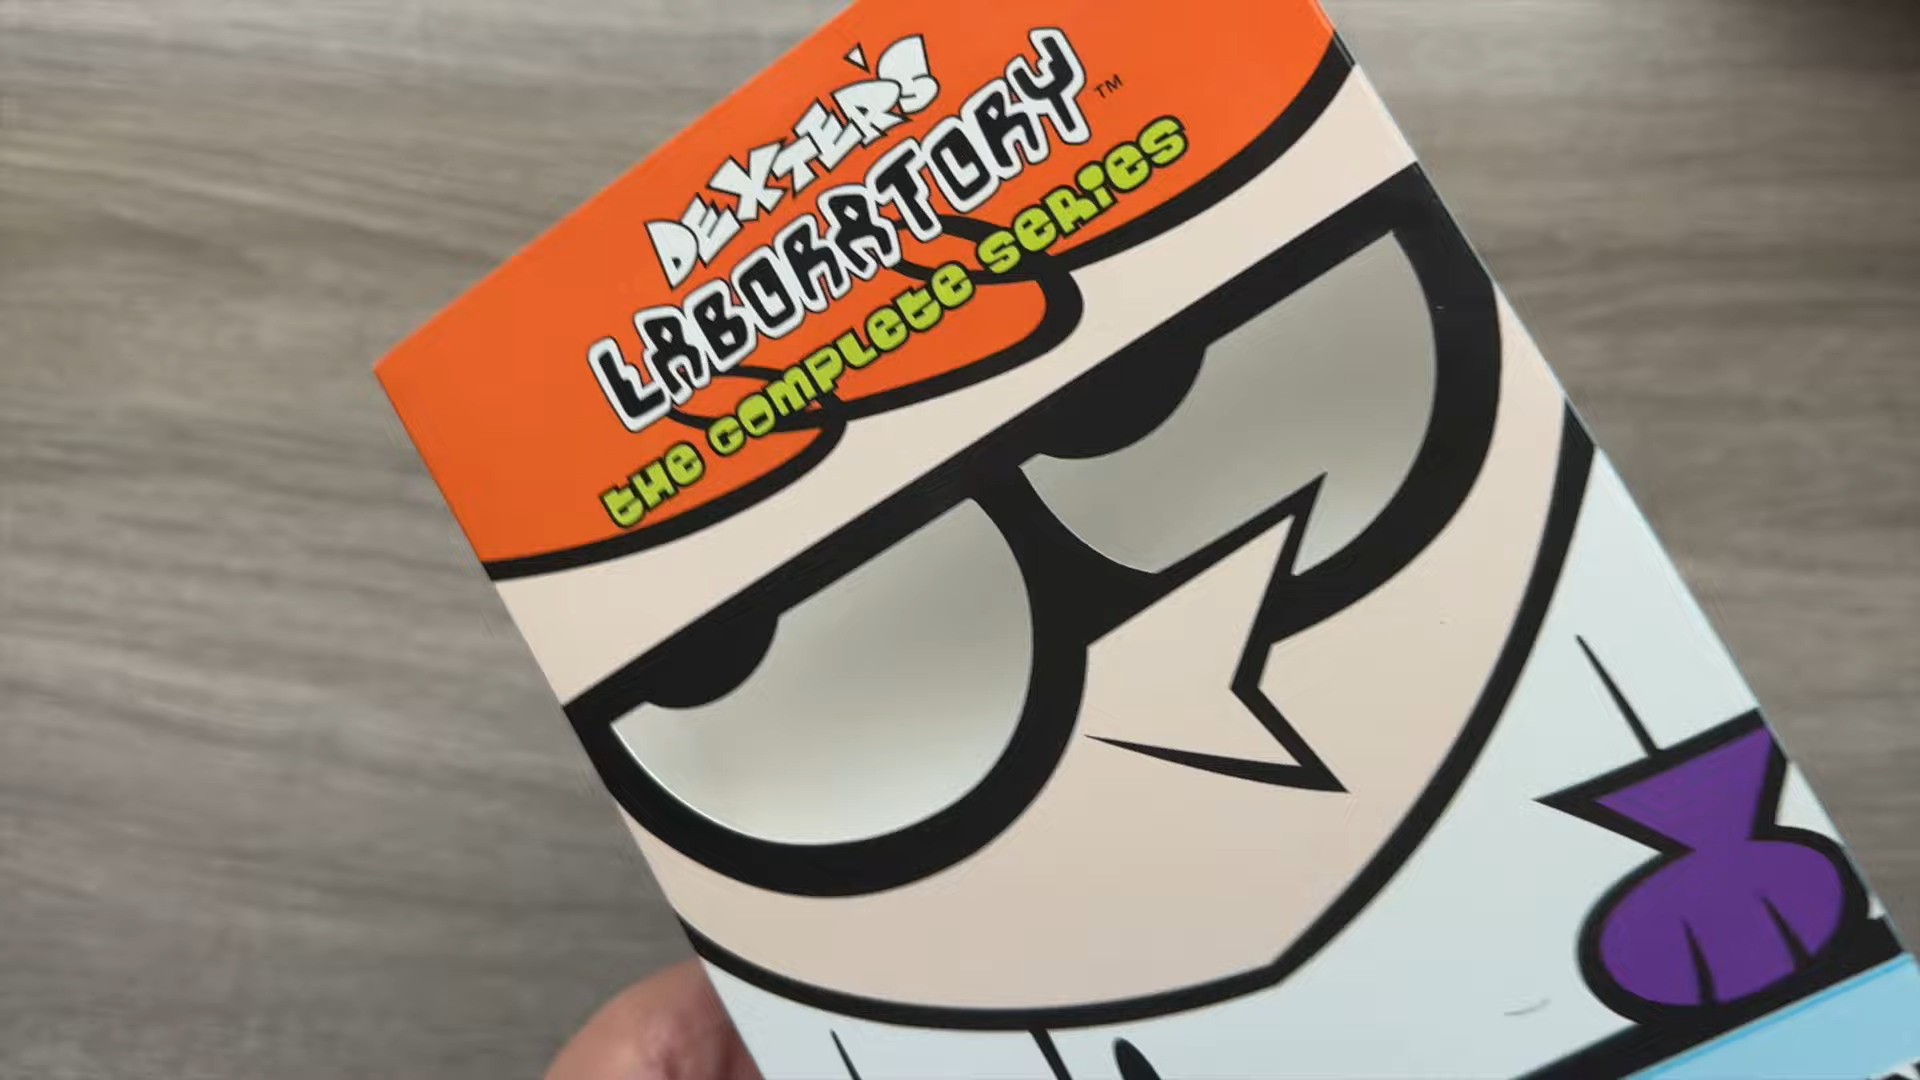 DEXTER'S
LABORATORY™
THE COMPLETE SERIES